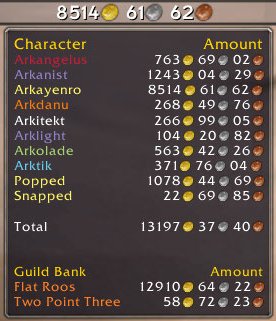 8514 61 62
Character Amount
Arkangelus 763 69 02
Arkanist 1243 04 29
Arkayenro 8514 61 62
Arkdanu 268 49 76
Arkitekt 266 99 05
Arklight 104 20 82
Arkolade 563 42 26
Arktik 371 76 04
Popped 1078 44 69
Snapped 22 69 85
Total 13197 37 40
Guild Bank Amount
Flat Roos 12910 64 22
Two Point Three 58 72 23